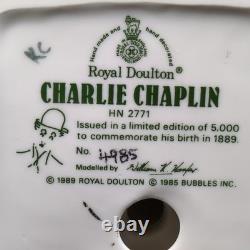 KC
Hand made and hand decorated
Royal Doulton®
CHARLIE CHAPLIN
HN 2771
Issued in a limited edition of 5.000
to commemorate his birth in 1889.
No. 4985
Modelled by William K. Harper
© 1989 ROYAL DOULTON © 1985 BUBBLES INC.